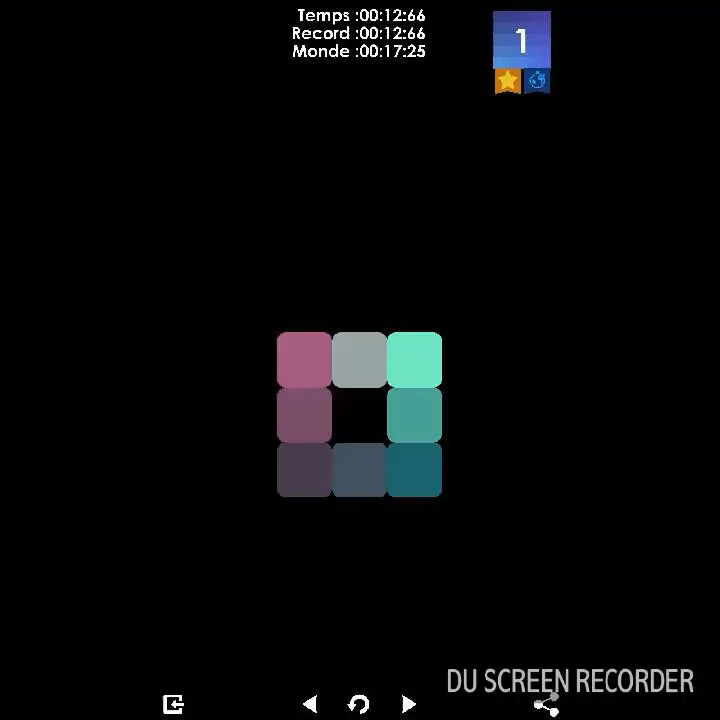 Temps :00:12:66
Record :00:12:66
Monde :00:17:25
1
DU SCREEN RECORDER